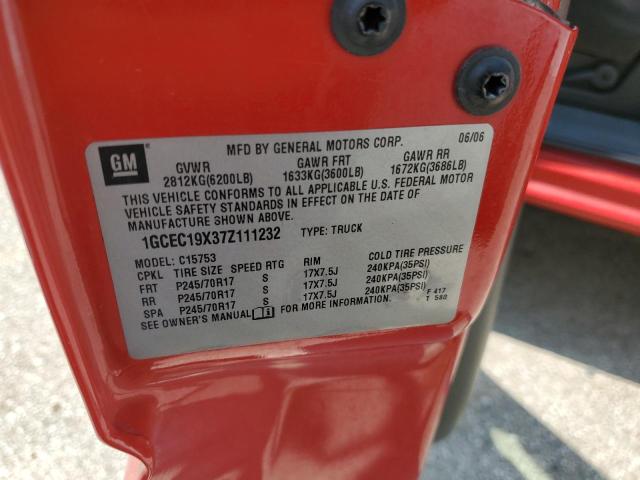 GM
MFD BY GENERAL MOTORS CORP. 06/06
GVWR GAWR FRT GAWR RR
2812KG(6200LB) 1633KG(3600LB) 1672KG(3686LB)
THIS VEHICLE CONFORMS TO ALL APPLICABLE U.S. FEDERAL MOTOR
VEHICLE SAFETY STANDARDS IN EFFECT ON THE DATE OF
MANUFACTURE SHOWN ABOVE.
1GCEC19X37Z111232 TYPE: TRUCK
MODEL: C15753
CPKL TIRE SIZE SPEED RTG RIM COLD TIRE PRESSURE
FRT P245/70R17 S 17X7.5J 240KPA(35PSI)
RR P245/70R17 S 17X7.5J 240KPA(35PSI)
SPA P245/70R17 S 17X7.5J 240KPA(35PSI)
SEE OWNER'S MANUAL FOR MORE INFORMATION.
F 417
T 580